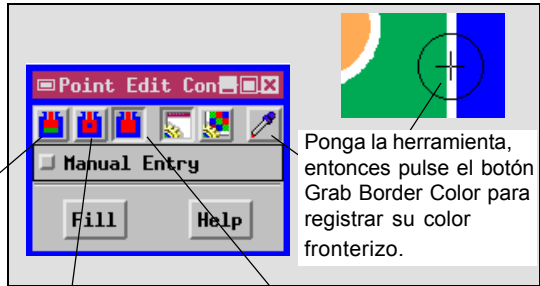 Point Edit Con
Manual Entry
Fill Help
Ponga la herramienta,
entonces pulse el botón
Grab Border Color para
registrar su color
fronterizo.